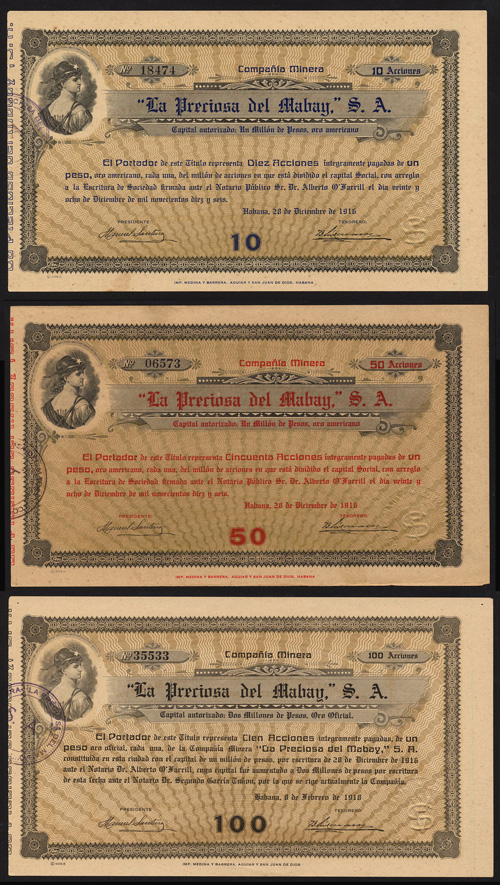 Nº 18474
Compañía Minera
10 Acciones
"La Preciosa del Mabay," S. A.
Capital autorizado: Un Millón de Pesos, oro americano
El Portador de este Título representa Diez Acciones íntegramente pagadas de un
peso, oro americano, cada una, del millón de acciones en que está dividido el capital Social, con arreglo
a la Escritura de Sociedad firmada ante el Notario Público Sr. Dr. Alberto O'Farrill el día veinte y
ocho de Diciembre de mil novecientos diez y seis.
Habana, 28 de Diciembre de 1916
PRESIDENTE:
TESORERO:
10
IMP. MEDINA Y BARRERA, AGUIAR Y SAN JUAN DE DIOS, HABANA
Nº 06573
Compañía Minera
50 Acciones
"La Preciosa del Mabay," S. A.
Capital autorizado: Un Millón de Pesos, oro americano
El Portador de este Título representa Cincuenta Acciones íntegramente pagadas de un
peso, oro americano, cada una, del millón de acciones en que está dividido el capital Social, con arreglo
a la Escritura de Sociedad firmada ante el Notario Público Sr. Dr. Alberto O'Farrill el día veinte y
ocho de Diciembre de mil novecientos diez y seis.
Habana, 28 de Diciembre de 1916
PRESIDENTE:
TESORERO:
50
IMP. MEDINA Y BARRERA, AGUIAR Y SAN JUAN DE DIOS, HABANA
Nº 35533
Compañía Minera
100 Acciones
"La Preciosa del Mabay," S. A.
Capital autorizado: Dos Millones de Pesos, Oro Oficial.
El Portador de este Título representa Cien Acciones íntegramente pagadas, de un
peso oro oficial, cada una, de la Compañía Minera "La Preciosa del Mabay," S. A.
constituída en esta ciudad con el capital de un millón de pesos, por escritura de 28 de Diciembre de 1916
ante el Notario Dr. Alberto O'Farrill, cuyo capital fué aumentado a Dos Millones de pesos por escritura
de esta fecha ante el Notario Dr. Segundo García Tuñon, por la que se rige actualmente la Compañía.
Habana, 8 de Febrero de 1918
PRESIDENTE
TESORERO:
100
IMP. MEDINA Y BARRERA, AGUIAR Y SAN JUAN DE DIOS